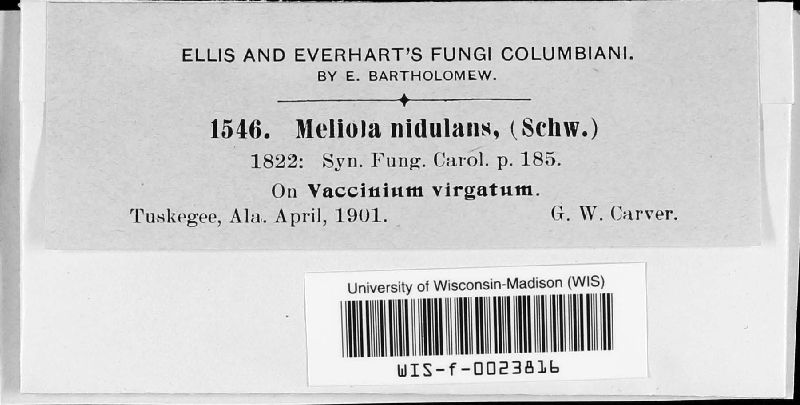 ELLIS AND EVERHART'S FUNGI COLUMBIANI.
BY E. BARTHOLOMEW.
1546. Meliola nidulans, (Schw.)
1822: Syn. Fung. Carol. p. 185.
On Vaccinium virgatum.
Tuskegee, Ala. April, 1901. G. W. Carver.
University of Wisconsin-Madison (WIS)
WIS-f-0023816